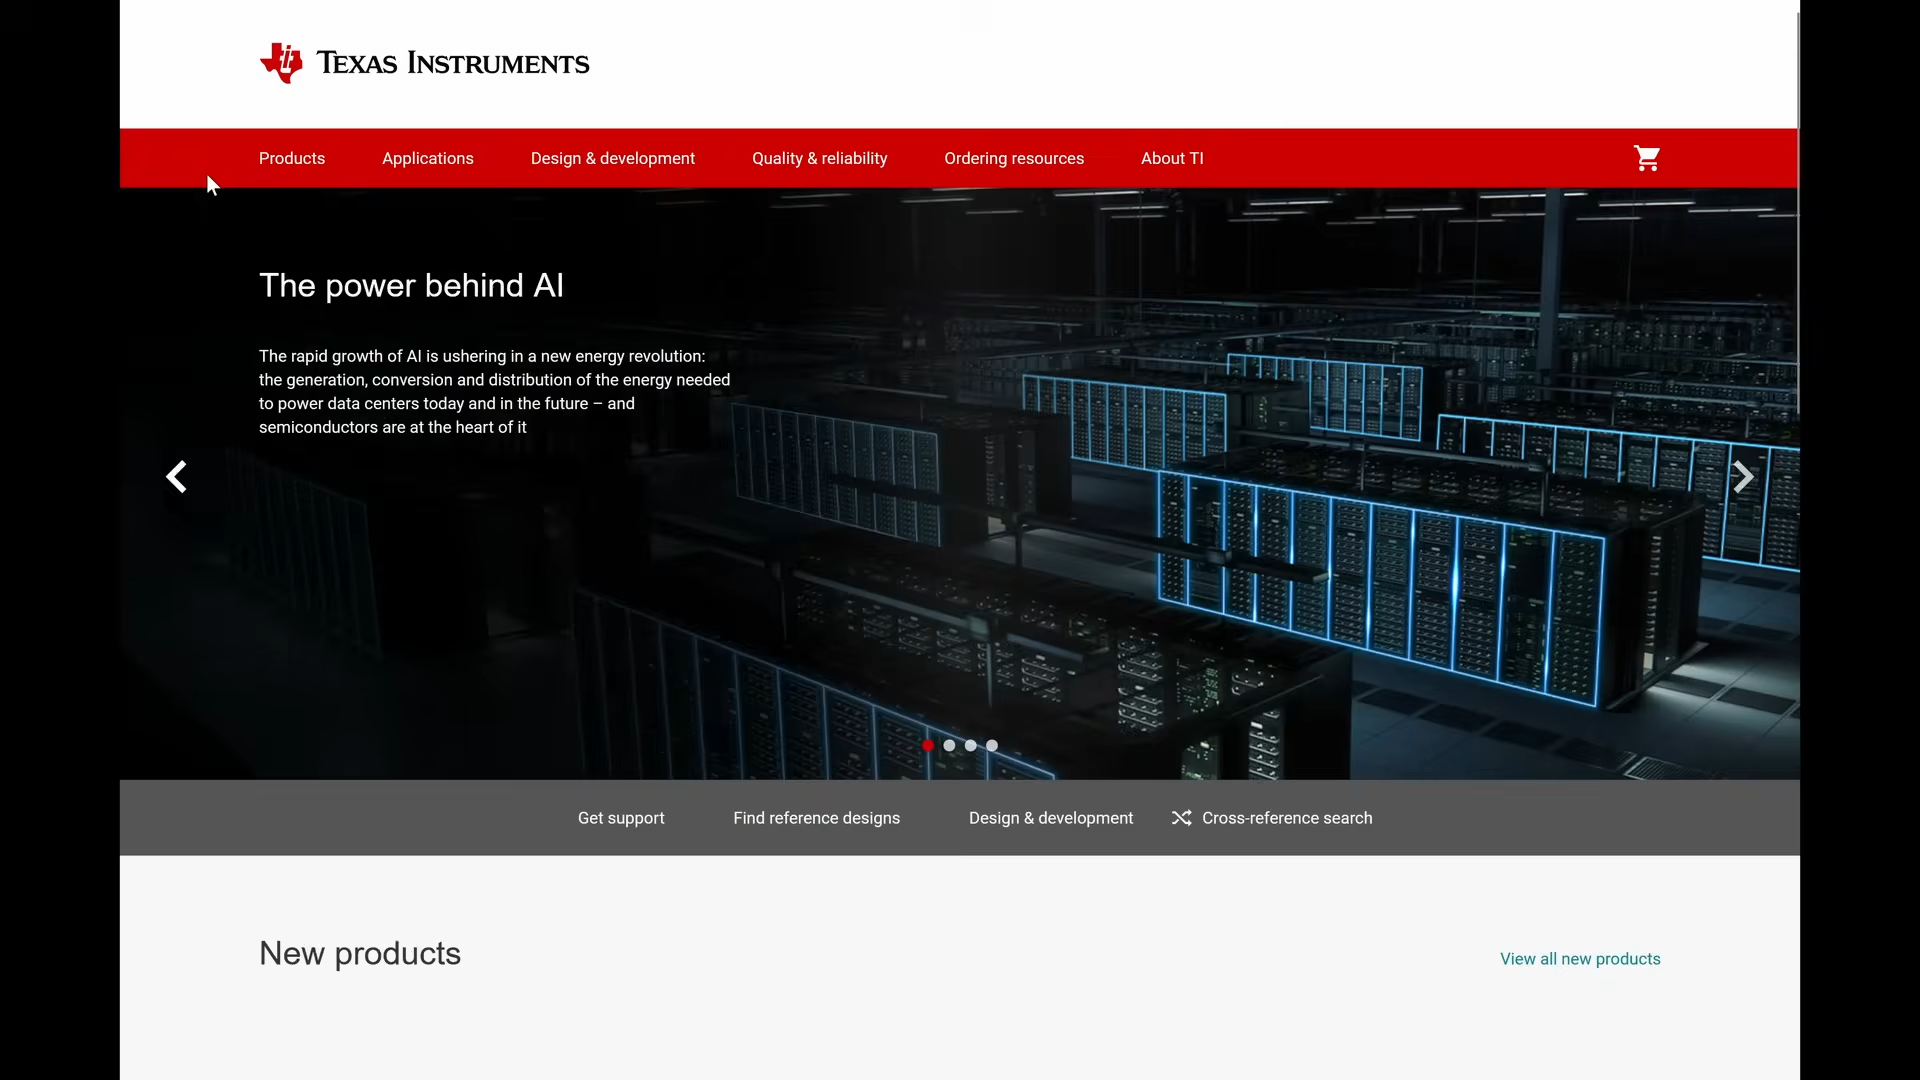 TEXAS INSTRUMENTS
Products Applications Design & development Quality & reliability Ordering resources About TI
The power behind AI
The rapid growth of AI is ushering in a new energy revolution:
the generation, conversion and distribution of the energy needed
to power data centers today and in the future – and
semiconductors are at the heart of it
Get support Find reference designs Design & development Cross-reference search
New products
View all new products